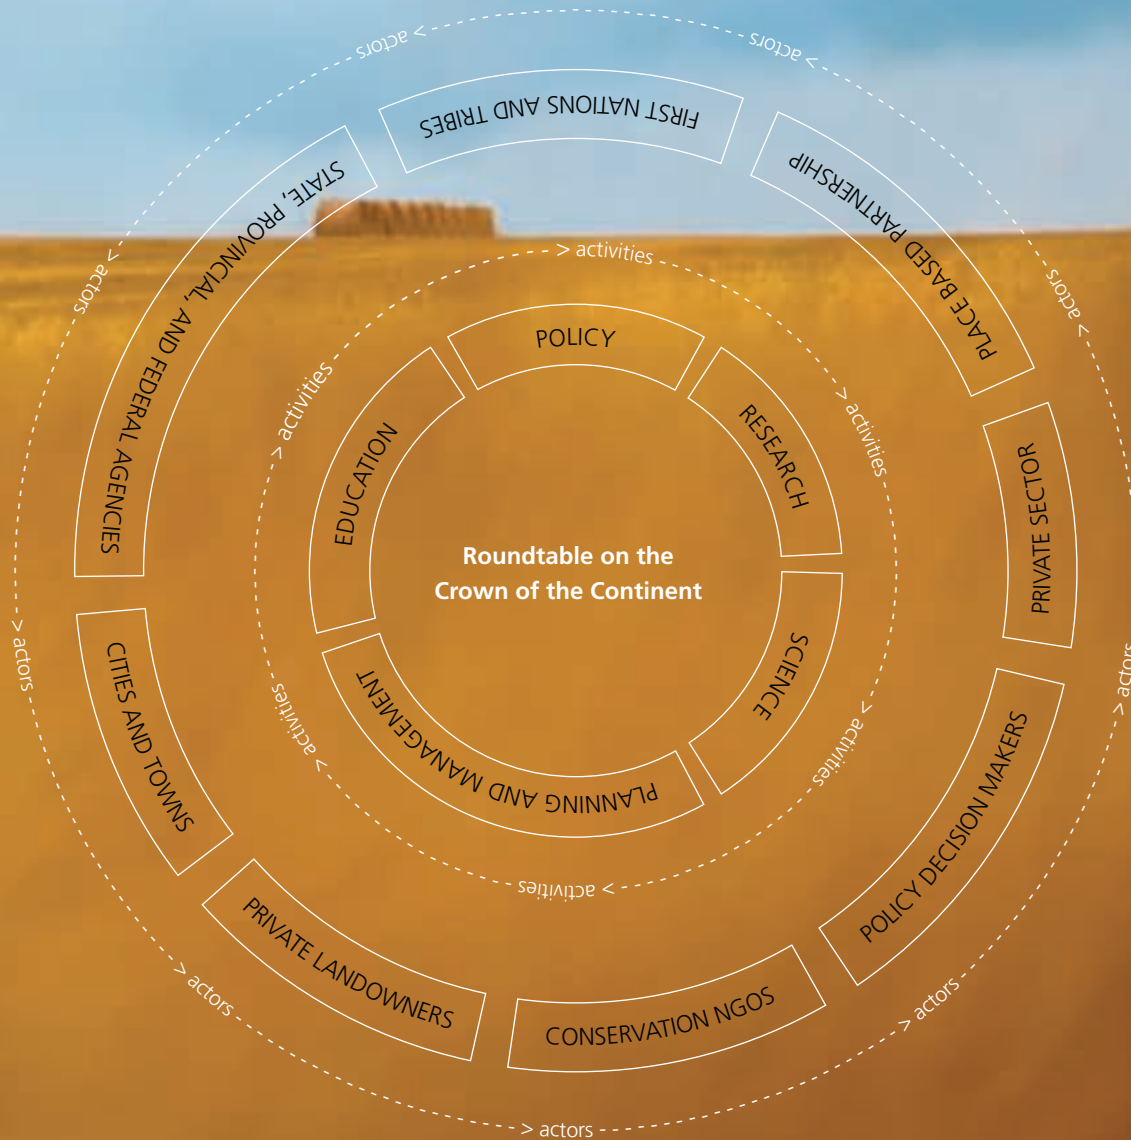 > actors
> actors
FIRST NATIONS AND TRIBES
PLACE BASED PARTNERSHIP
> actors
PRIVATE SECTOR
> actors
POLICY DECISION MAKERS
> actors
CONSERVATION NGOS
> actors
PRIVATE LANDOWNERS
> actors
CITIES AND TOWNS
> actors
STATE, PROVINCIAL, AND FEDERAL AGENCIES
> actors
> activities
POLICY
> activities
RESEARCH
> activities
SCIENCE
> activities
PLANNING AND MANAGEMENT
> activities
EDUCATION
> activities
Roundtable on the
Crown of the Continent